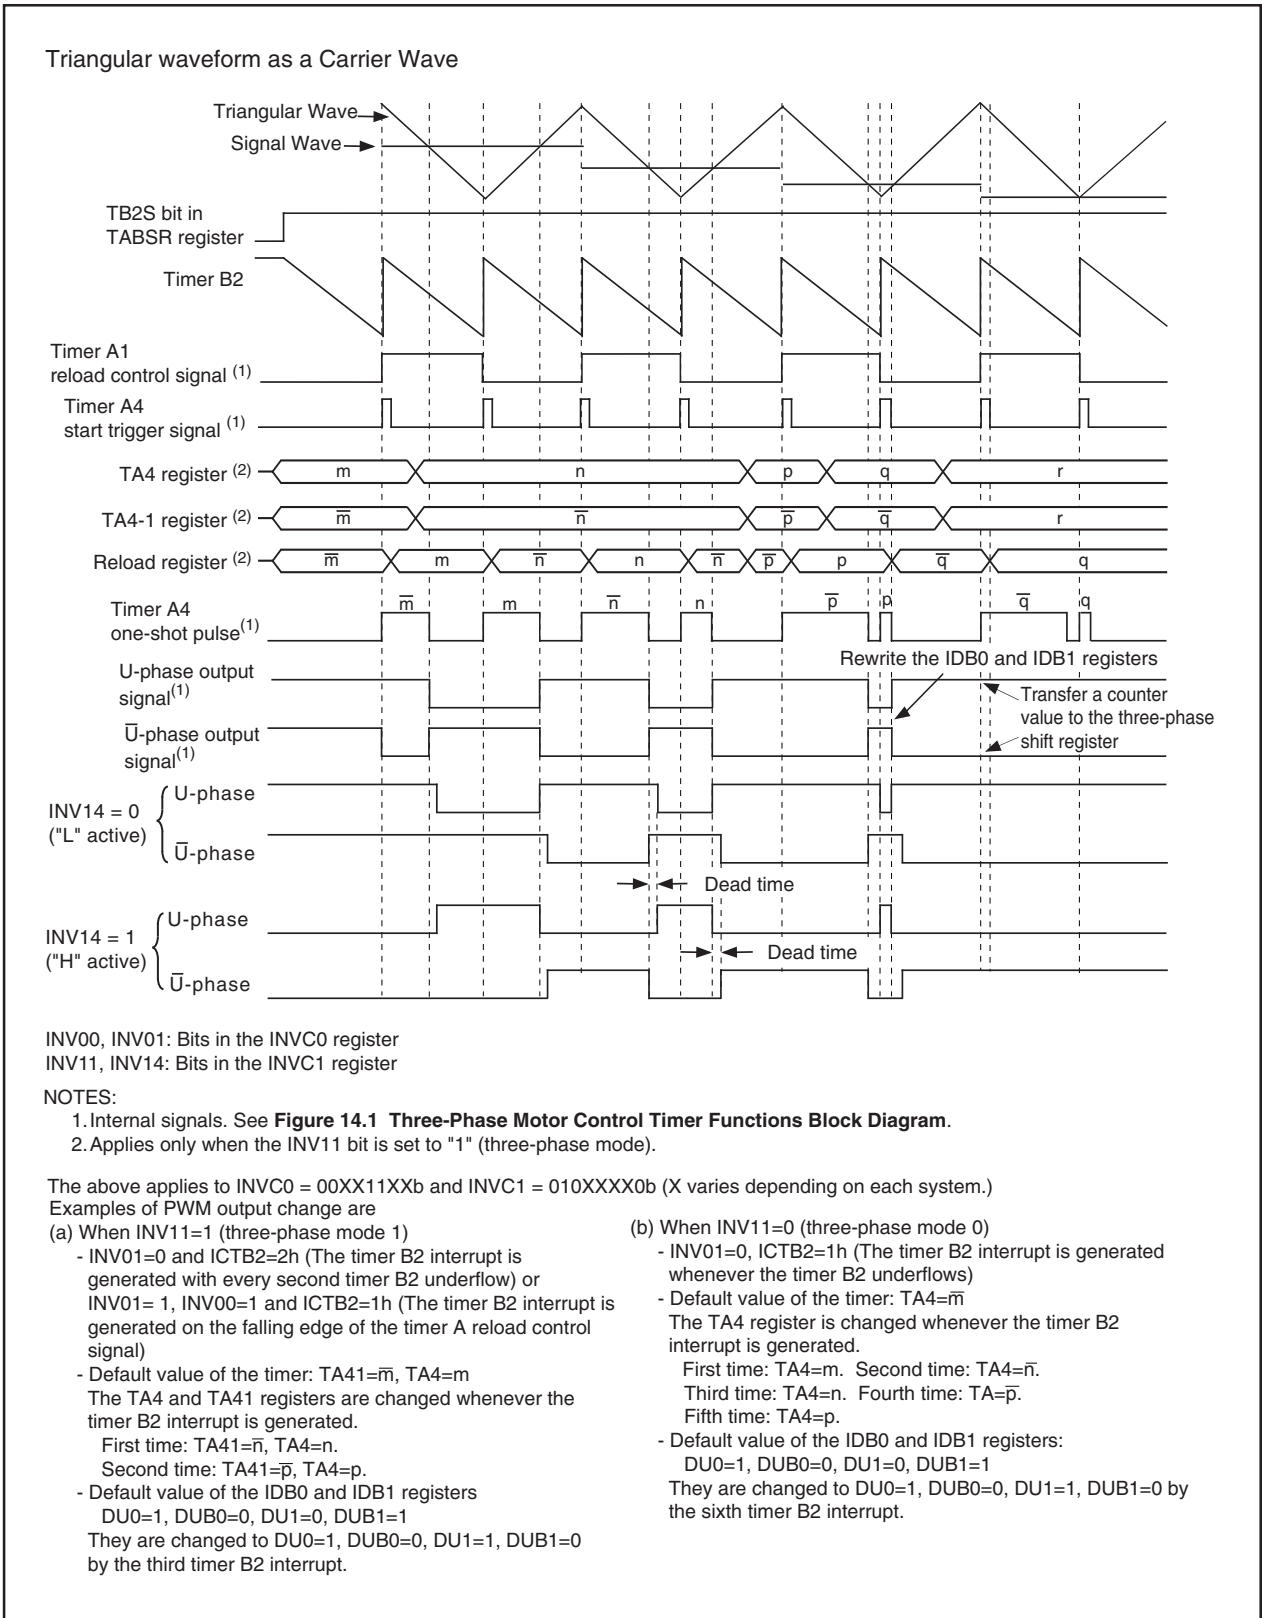 Triangular waveform as a Carrier Wave
Triangular Wave
Signal Wave
TB2S bit in
TABSR register
Timer B2
Timer A1
reload control signal (1)
Timer A4
start trigger signal (1)
TA4 register (2) m n p q r
TA4-1 register (2) m̅ n̅ p̅ q̅ r
Reload register (2) m̅ m n̅ n n̅ p̅ p q̅ q
Timer A4
one-shot pulse(1)
m̅ m n̅ n p̅ p q̅ q
Rewrite the IDB0 and IDB1 registers
U-phase output
signal(1)
Transfer a counter
value to the three-phase
shift register
U̅-phase output
signal(1)
INV14 = 0
("L" active)
U-phase
U̅-phase
Dead time
INV14 = 1
("H" active)
U-phase
U̅-phase
Dead time
INV00, INV01: Bits in the INVC0 register
INV11, INV14: Bits in the INVC1 register
NOTES:
1. Internal signals. See Figure 14.1 Three-Phase Motor Control Timer Functions Block Diagram.
2. Applies only when the INV11 bit is set to "1" (three-phase mode).
The above applies to INVC0 = 00XX11XXb and INVC1 = 010XXXX0b (X varies depending on each system.)
Examples of PWM output change are
(a) When INV11=1 (three-phase mode 1)
- INV01=0 and ICTB2=2h (The timer B2 interrupt is
generated with every second timer B2 underflow) or
INV01= 1, INV00=1 and ICTB2=1h (The timer B2 interrupt is
generated on the falling edge of the timer A reload control
signal)
- Default value of the timer: TA41=m̅, TA4=m
The TA4 and TA41 registers are changed whenever the
timer B2 interrupt is generated.
First time: TA41=n̅, TA4=n.
Second time: TA41=p̅, TA4=p.
- Default value of the IDB0 and IDB1 registers
DU0=1, DUB0=0, DU1=0, DUB1=1
They are changed to DU0=1, DUB0=0, DU1=1, DUB1=0
by the third timer B2 interrupt.
(b) When INV11=0 (three-phase mode 0)
- INV01=0, ICTB2=1h (The timer B2 interrupt is generated
whenever the timer B2 underflows)
- Default value of the timer: TA4=m̅
The TA4 register is changed whenever the timer B2
interrupt is generated.
First time: TA4=m. Second time: TA4=n̅.
Third time: TA4=n. Fourth time: TA=p̅.
Fifth time: TA4=p.
- Default value of the IDB0 and IDB1 registers:
DU0=1, DUB0=0, DU1=0, DUB1=1
They are changed to DU0=1, DUB0=0, DU1=1, DUB1=0 by
the sixth timer B2 interrupt.